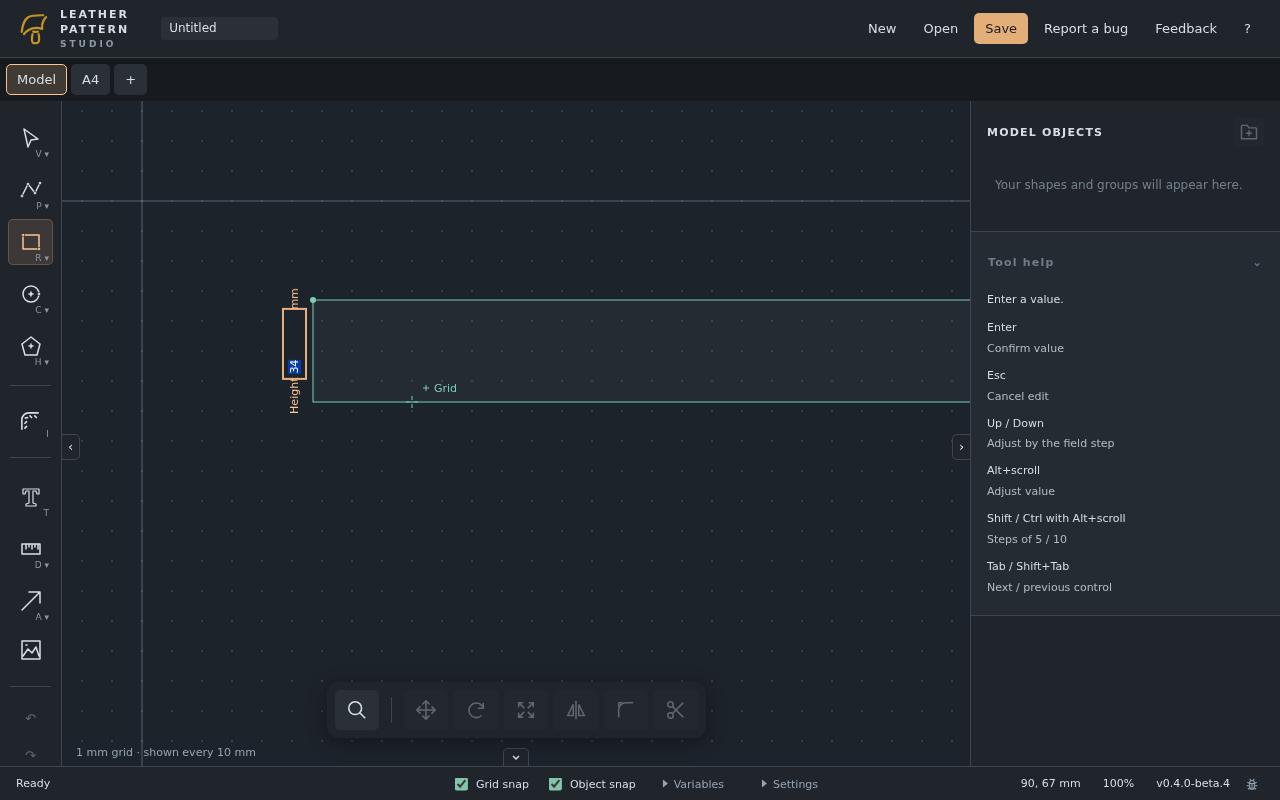 LEATHER
PATTERN
STUDIO
Untitled
New
Open
Save
Report a bug
Feedback
?
Model
A4
+
V
P
R
C
H
I
T
D
A
MODEL OBJECTS
Your shapes and groups will appear here.
Tool help
Enter a value.
Enter
Confirm value
Esc
Cancel edit
Up / Down
Adjust by the field step
Alt+scroll
Adjust value
Shift / Ctrl with Alt+scroll
Steps of 5 / 10
Tab / Shift+Tab
Next / previous control
Height 34 mm
+ Grid
1 mm grid · shown every 10 mm
Ready
Grid snap
Object snap
Variables
Settings
90, 67 mm
100%
v0.4.0-beta.4